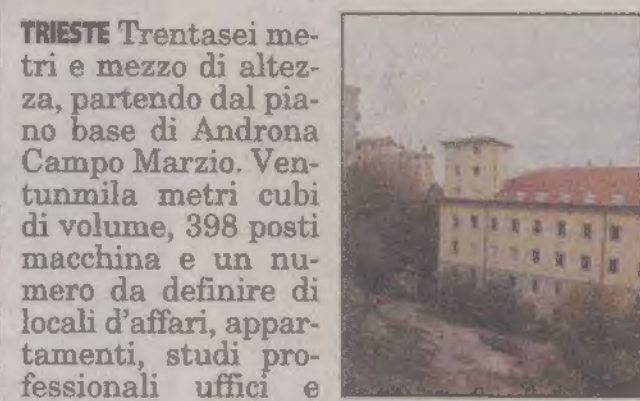 TRIESTE Trentasei me-
tri e mezzo di altez-
za, partendo dal pia-
no base di Androna
Campo Marzio. Ven-
tunmila metri cubi
di volume, 398 posti
macchina e un nu-
mero da definire di
locali d'affari, appar-
tamenti, studi pro-
fessionali uffici e